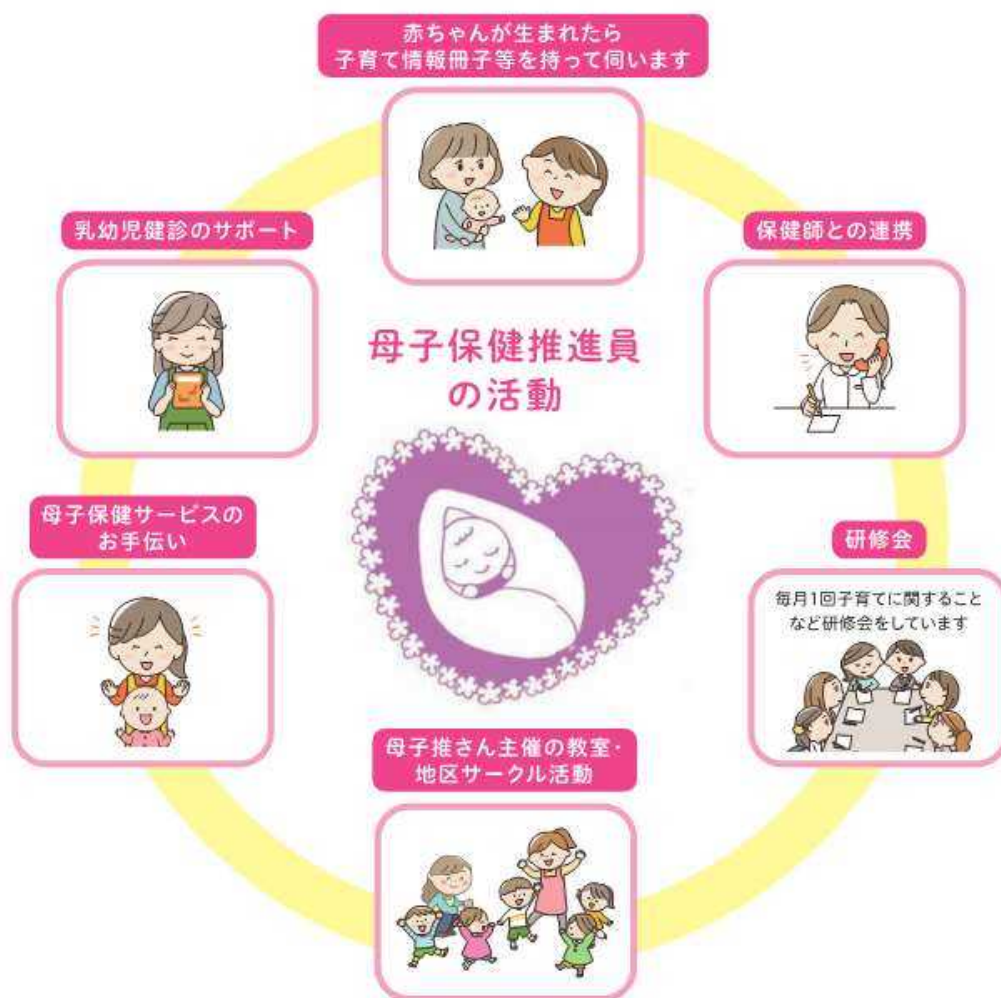 赤ちゃんが生まれたら
子育て情報冊子等を持って伺います
乳幼児健診のサポート
保健師との連携
母子保健推進員
の活動
母子保健サービスの
お手伝い
研修会
毎月1回子育てに関すること
など研修会をしています
母子推さん主催の教室・
地区サークル活動